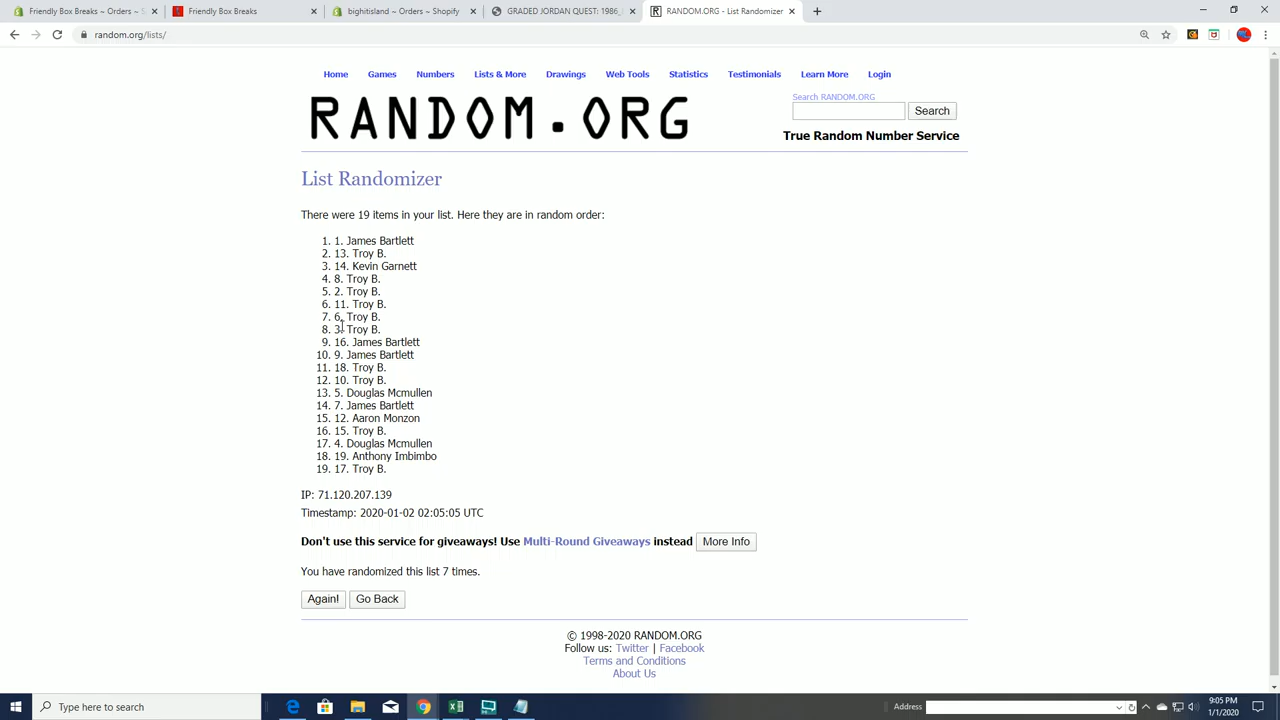 Friendly Box Breaks ~ Orders ~ S
Friendly Box Breaks
bighitsisland ~ Orders ~ Shopify
GRADED JORDAN QUEST: 1986_
RANDOM.ORG - List Randomizer
random.org/lists/
Home Games Numbers Lists & More Drawings Web Tools Statistics Testimonials Learn More Login
Search RANDOM.ORG
RANDOM.ORG
Search
True Random Number Service
List Randomizer
There were 19 items in your list. Here they are in random order:
1. 1. James Bartlett
2. 13. Troy B.
3. 14. Kevin Garnett
4. 8. Troy B.
5. 2. Troy B.
6. 11. Troy B.
7. 6. Troy B.
8. 3. Troy B.
9. 16. James Bartlett
10. 9. James Bartlett
11. 18. Troy B.
12. 10. Troy B.
13. 5. Douglas Mcmullen
14. 7. James Bartlett
15. 12. Aaron Monzon
16. 15. Troy B.
17. 4. Douglas Mcmullen
18. 19. Anthony Imbimbo
19. 17. Troy B.
IP: 71.120.207.139
Timestamp: 2020-01-02 02:05:05 UTC
Don't use this service for giveaways! Use Multi-Round Giveaways instead More Info
You have randomized this list 7 times.
Again! Go Back
© 1998-2020 RANDOM.ORG
Follow us: Twitter | Facebook
Terms and Conditions
About Us
Type here to search
Address
9:05 PM
1/1/2020